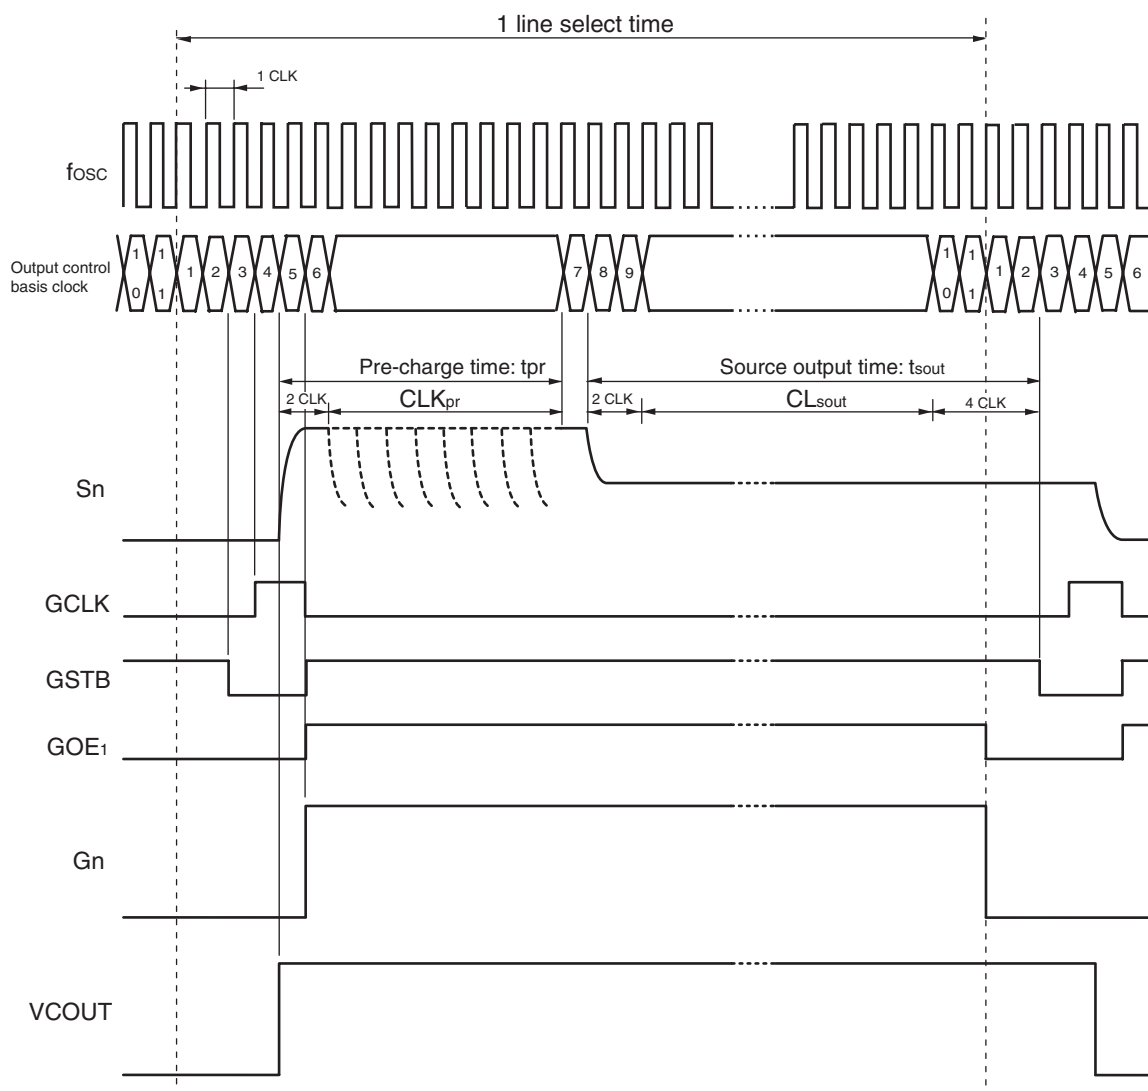 1 line select time
1 CLK
fosc
Output control
basis clock
1 1 1 2 3 4 5 6 7 8 9 1 1 1 2 3 4 5 6
0 1 0 1
Pre-charge time: tpr
Source output time: tsout
2 CLK
CLKpr
2 CLK
CLsout
4 CLK
Sn
GCLK
GSTB
GOE1
Gn
VCOUT